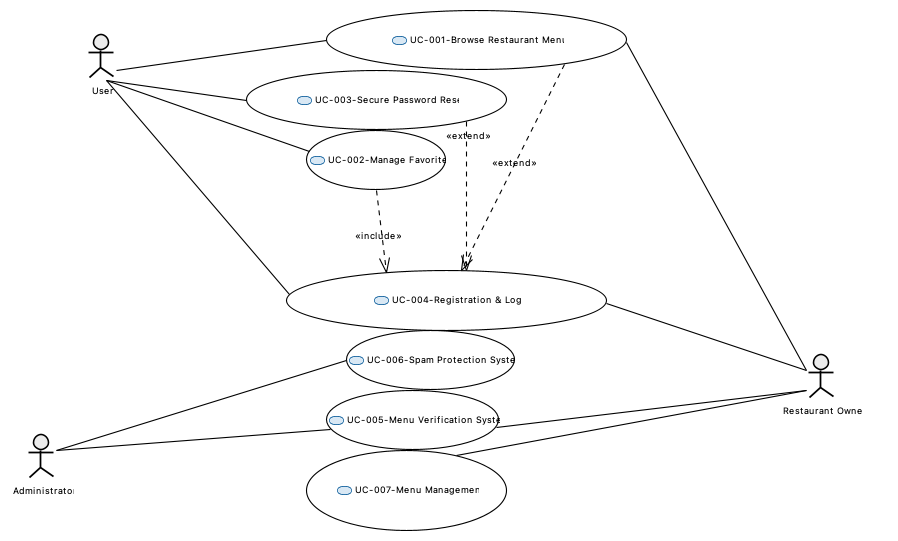 UC-001-Browse Restaurant Menu
User
UC-003-Secure Password Rese
«extend»
UC-002-Manage Favorite
«extend»
«include»
UC-004-Registration & Log
UC-006-Spam Protection Syste
Restaurant Owne
UC-005-Menu Verification Syste
Administrato
UC-007-Menu Managemen